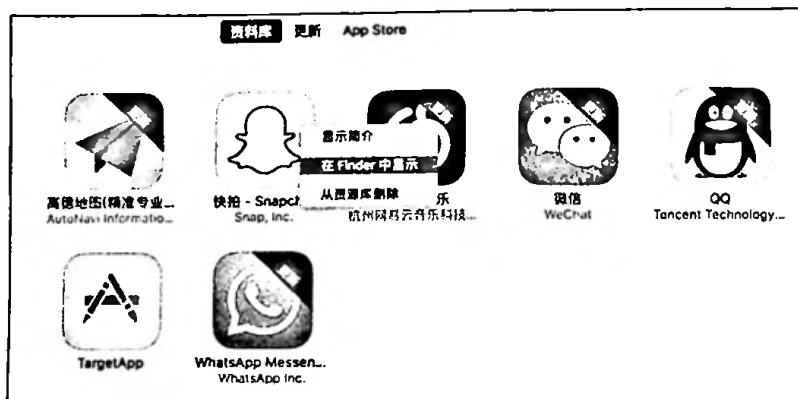 资料库 更新 App Store
显示简介
在 Finder 中显示
从资源库删除
高德地图(精准专业...
AutoNavi Informatio...
快拍 - Snapch
Snap, Inc.
乐
杭州网易云音乐科技...
微信
WeChat
QQ
Tancent Technology...
TargetApp
WhatsApp Messen...
WhatsApp Inc.